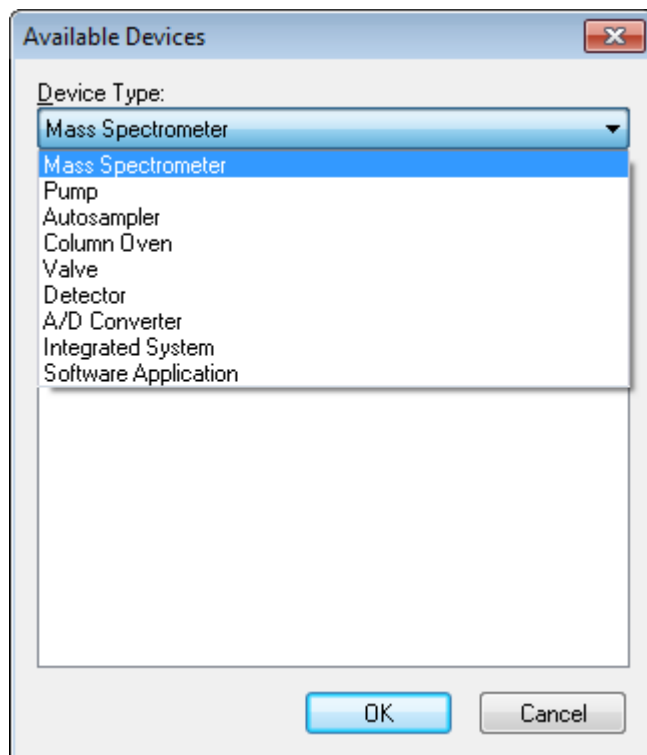 Available Devices
Device Type:
Mass Spectrometer
Mass Spectrometer
Pump
Autosampler
Column Oven
Valve
Detector
A/D Converter
Integrated System
Software Application
OK Cancel